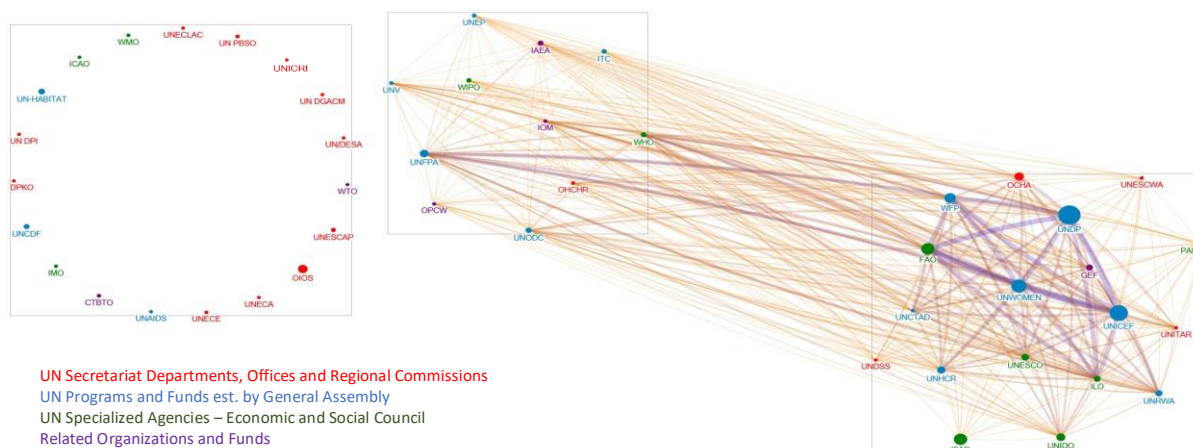 UNECLAC
UN PBSO
WMO
ICAO
UNICRI
UN-HABITAT
UN DGACM
UN DPI
UN/DESA
DPKO
WTO
UNCDF
UNESCAP
IMO
OIOS
CTBTO
UNECA
UNAIDS
UNECE
UNEP
IAEA
ITC
UNV
WIPO
IOM
WHO
UNFPA
OHCHR
OPCW
UNODC
OCHA
UNESCWA
WFP
UNDP
FAO
GEF
UNWOMEN
UNCTAD
UNICEF
UNITAR
UNDSS
UNESCO
UNHCR
ILO
UNRWA
UNIDO
UN Secretariat Departments, Offices and Regional Commissions
UN Programs and Funds est. by General Assembly
UN Specialized Agencies – Economic and Social Council
Related Organizations and Funds